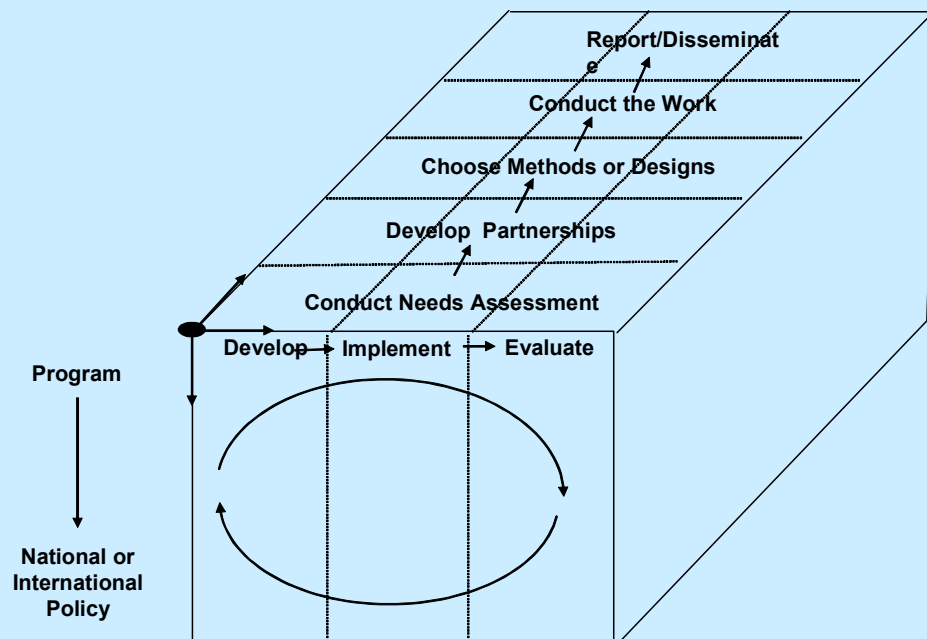 Report/Disseminat
e
Conduct the Work
Choose Methods or Designs
Develop Partnerships
Conduct Needs Assessment
Develop
Implement
Evaluate
Program
National or
International
Policy